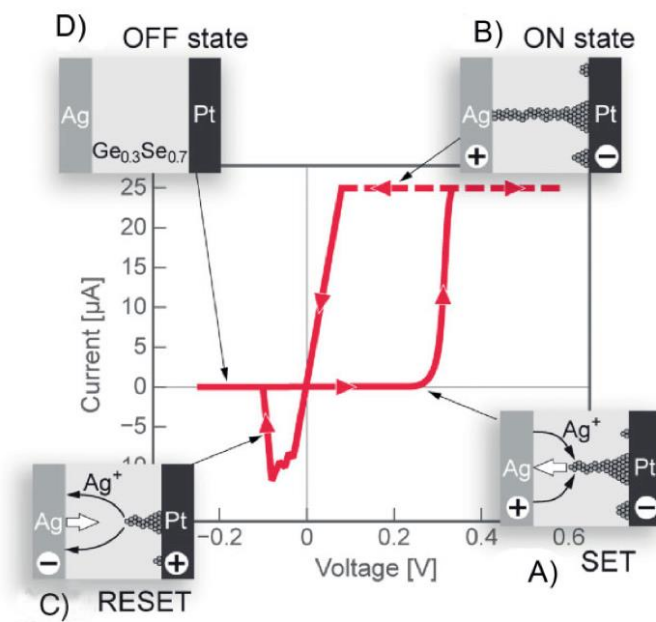 D) OFF state
B) ON state
Ag
Ge0.3Se0.7
Pt
Ag
Pt
+
−
25
20
15
10
5
0
−5
10
Current [µA]
Ag+
Ag
Pt
+
−
Ag+
Ag
Pt
−
+
−0.2
0
0.2
0.4
0.6
Voltage [V]
A) SET
C) RESET